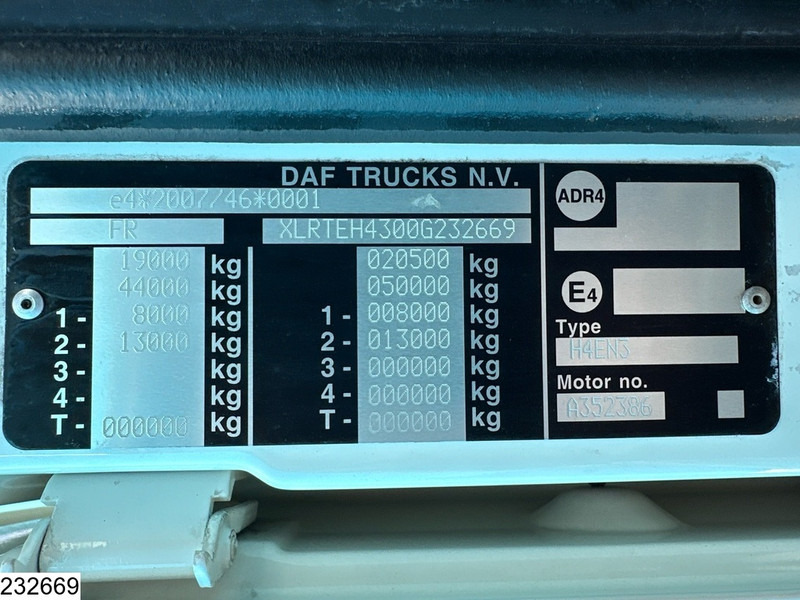 DAF TRUCKS N.V.
e4*2007/46*0001
FR XLRTEH4300G232669
19000 kg 020500 kg
44000 kg 050000 kg
1- 8000 kg 1- 008000 kg
2- 13000 kg 2- 013000 kg
3- kg 3- 000000 kg
4- kg 4- 000000 kg
T- 000000 kg T- 000000 kg
ADR4
E4
Type
H4EN3
Motor no.
A352386
232669